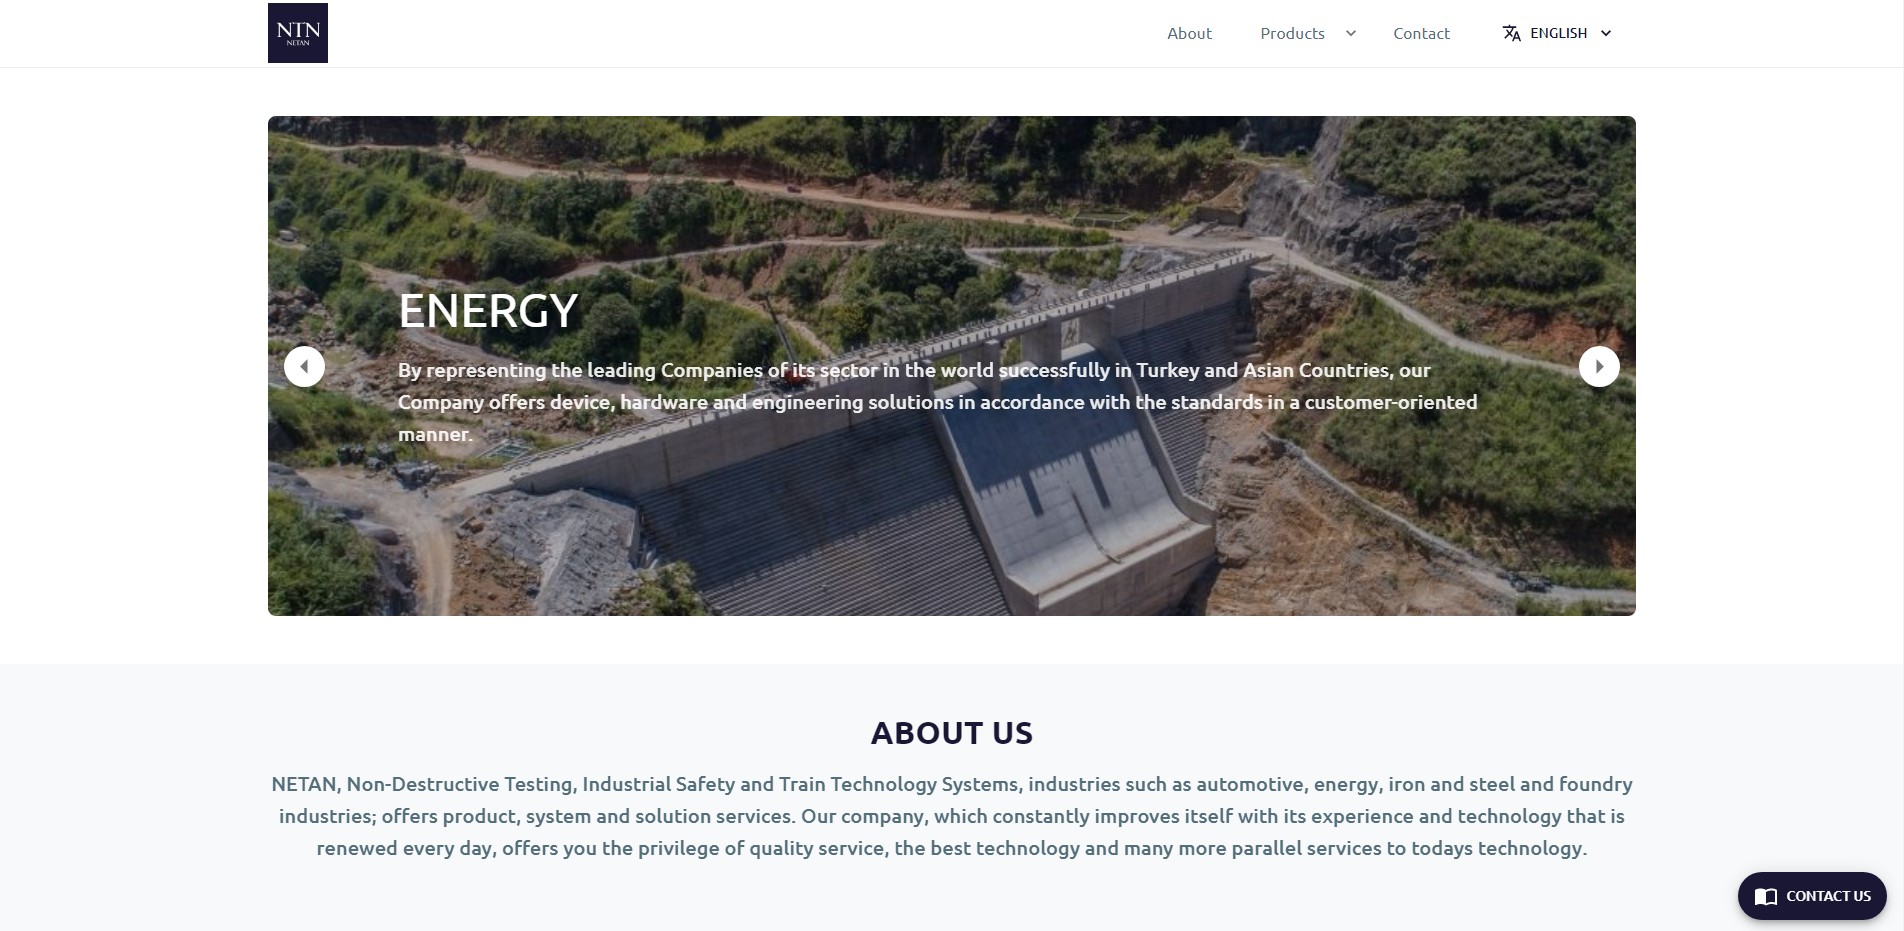 NTN
NETAN
About
Products
Contact
ENGLISH
ENERGY
By representing the leading Companies of its sector in the world successfully in Turkey and Asian Countries, our
Company offers device, hardware and engineering solutions in accordance with the standards in a customer-oriented
manner.
ABOUT US
NETAN, Non-Destructive Testing, Industrial Safety and Train Technology Systems, industries such as automotive, energy, iron and steel and foundry
industries; offers product, system and solution services. Our company, which constantly improves itself with its experience and technology that is
renewed every day, offers you the privilege of quality service, the best technology and many more parallel services to todays technology.
CONTACT US